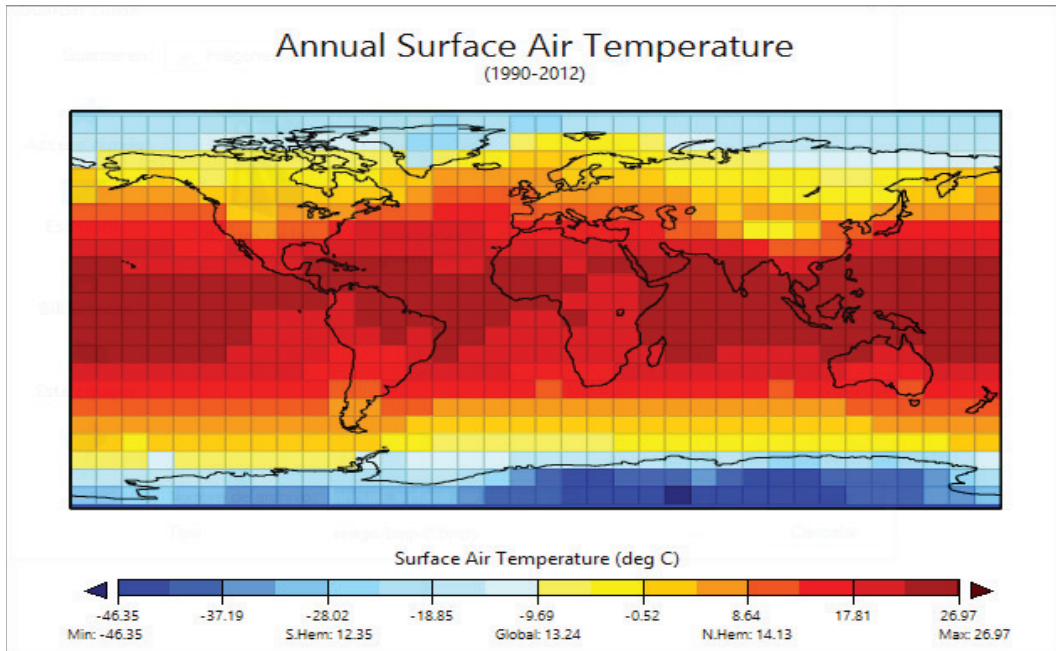 Annual Surface Air Temperature
(1990-2012)
Surface Air Temperature (deg C)
-46.35 -37.19 -28.02 -18.85 -9.69 -0.52 8.64 17.81 26.97
Min: -46.35 S.Hem: 12.35 Global: 13.24 N.Hem: 14.13 Max: 26.97